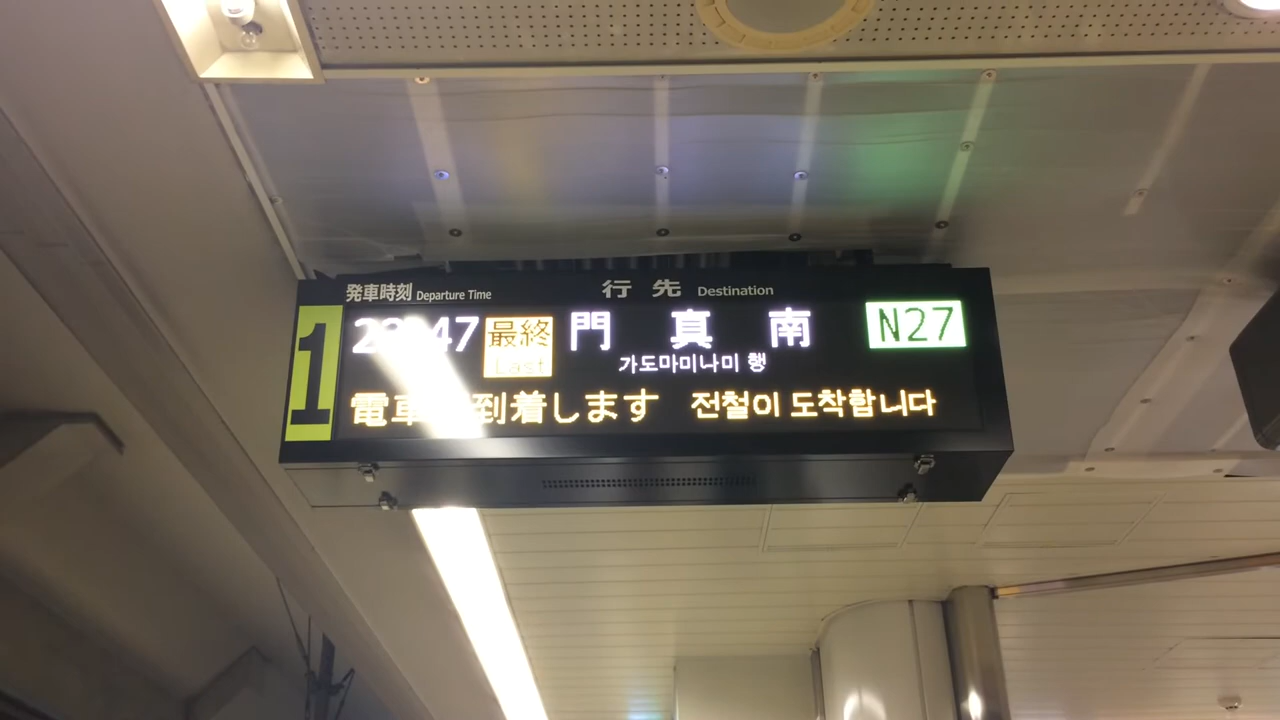 発車時刻 Departure Time 行先 Destination
1
47 最終 門真南 N27
Last 가도마미나미 행
電車 到着します 전철이 도착합니다